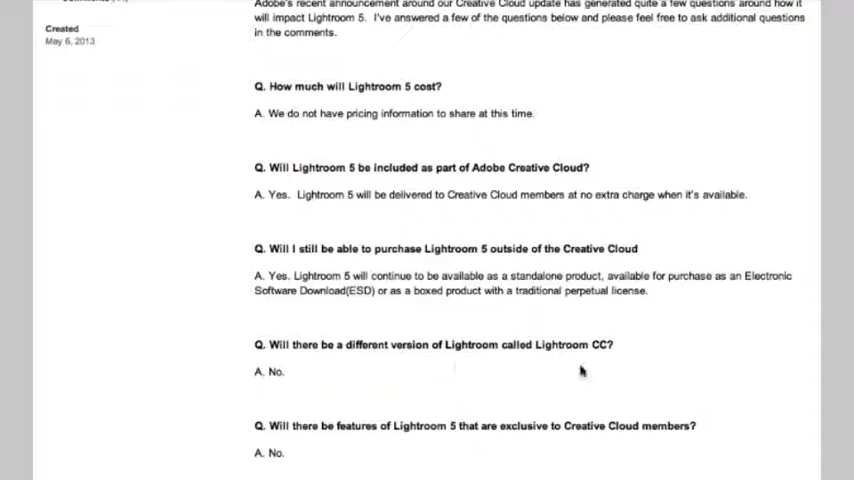 Adobe's recent announcement around our Creative Cloud update has generated quite a few questions around how it
will impact Lightroom 5. I've answered a few of the questions below and please feel free to ask additional questions
in the comments.
Created
May 6, 2013
Q. How much will Lightroom 5 cost?
A. We do not have pricing information to share at this time.
Q. Will Lightroom 5 be included as part of Adobe Creative Cloud?
A. Yes. Lightroom 5 will be delivered to Creative Cloud members at no extra charge when it's available.
Q. Will I still be able to purchase Lightroom 5 outside of the Creative Cloud
A. Yes. Lightroom 5 will continue to be available as a standalone product, available for purchase as an Electronic
Software Download(ESD) or as a boxed product with a traditional perpetual license.
Q. Will there be a different version of Lightroom called Lightroom CC?
A. No.
Q. Will there be features of Lightroom 5 that are exclusive to Creative Cloud members?
A. No.